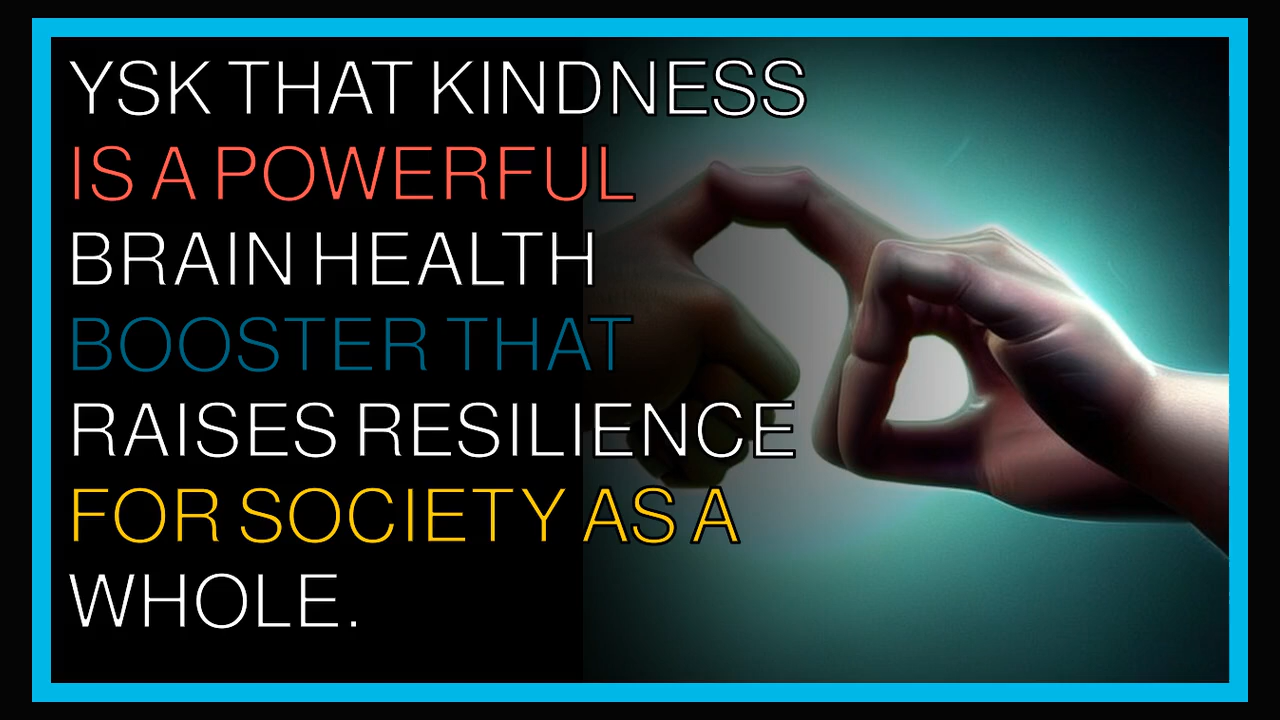 YSK THAT KINDNESS
IS A POWERFUL
BRAIN HEALTH
BOOSTER THAT
RAISES RESILIENCE
FOR SOCIETY AS A
WHOLE.